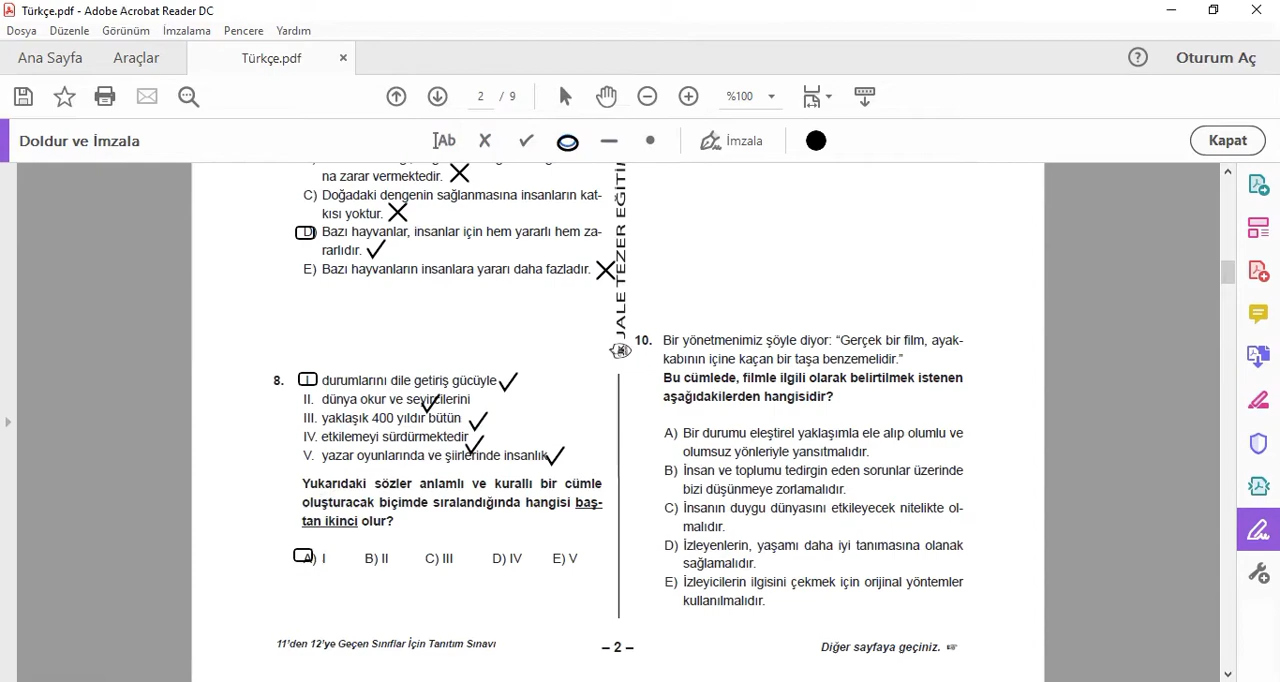 Türkçe.pdf - Adobe Acrobat Reader DC
Dosya Düzenle Görünüm İmzalama Pencere Yardım
Ana Sayfa Araçlar Türkçe.pdf × ? Oturum Aç
2 / 9 %100
Doldur ve İmzala Ab İmzala Kapat
na zarar vermektedir.
C) Doğadaki dengenin sağlanmasına insanların kat-
kısı yoktur.
D) Bazı hayvanlar, insanlar için hem yararlı hem za-
rarlıdır.
E) Bazı hayvanların insanlara yararı daha fazladır.
JALE TEZER EĞİTİ
8. I durumlarını dile getiriş gücüyle
II. dünya okur ve seyircilerini
III. yaklaşık 400 yıldır bütün
IV. etkilemeyi sürdürmektedir
V. yazar oyunlarında ve şiirlerinde insanlık
Yukarıdaki sözler anlamlı ve kurallı bir cümle
oluşturacak biçimde sıralandığında hangisi baş-
tan ikinci olur?
A) I B) II C) III D) IV E) V
10. Bir yönetmenimiz şöyle diyor: “Gerçek bir film, ayak-
kabının içine kaçan bir taşa benzemelidir.”
Bu cümlede, filmle ilgili olarak belirtilmek istenen
aşağıdakilerden hangisidir?
A) Bir durumu eleştirel yaklaşımla ele alıp olumlu ve
olumsuz yönleriyle yansıtmalıdır.
B) İnsan ve toplumu tedirgin eden sorunlar üzerinde
bizi düşünmeye zorlamalıdır.
C) İnsanın duygu dünyasını etkileyecek nitelikte ol-
malıdır.
D) İzleyenlerin, yaşamı daha iyi tanımasına olanak
sağlamalıdır.
E) İzleyicilerin ilgisini çekmek için orijinal yöntemler
kullanılmalıdır.
11’den 12’ye Geçen Sınıflar İçin Tanıtım Sınavı
– 2 –
Diğer sayfaya geçiniz.